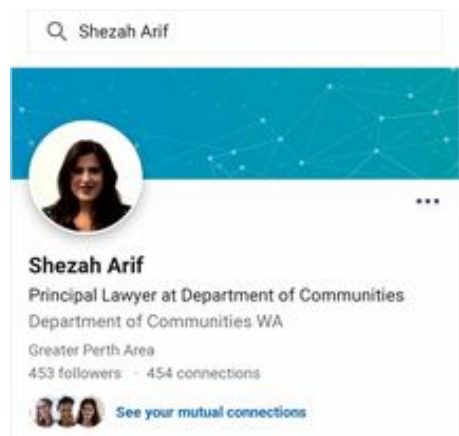 Shezah Arif
Shezah Arif
Principal Lawyer at Department of Communities
Department of Communities WA
Greater Perth Area
453 followers · 454 connections
See your mutual connections